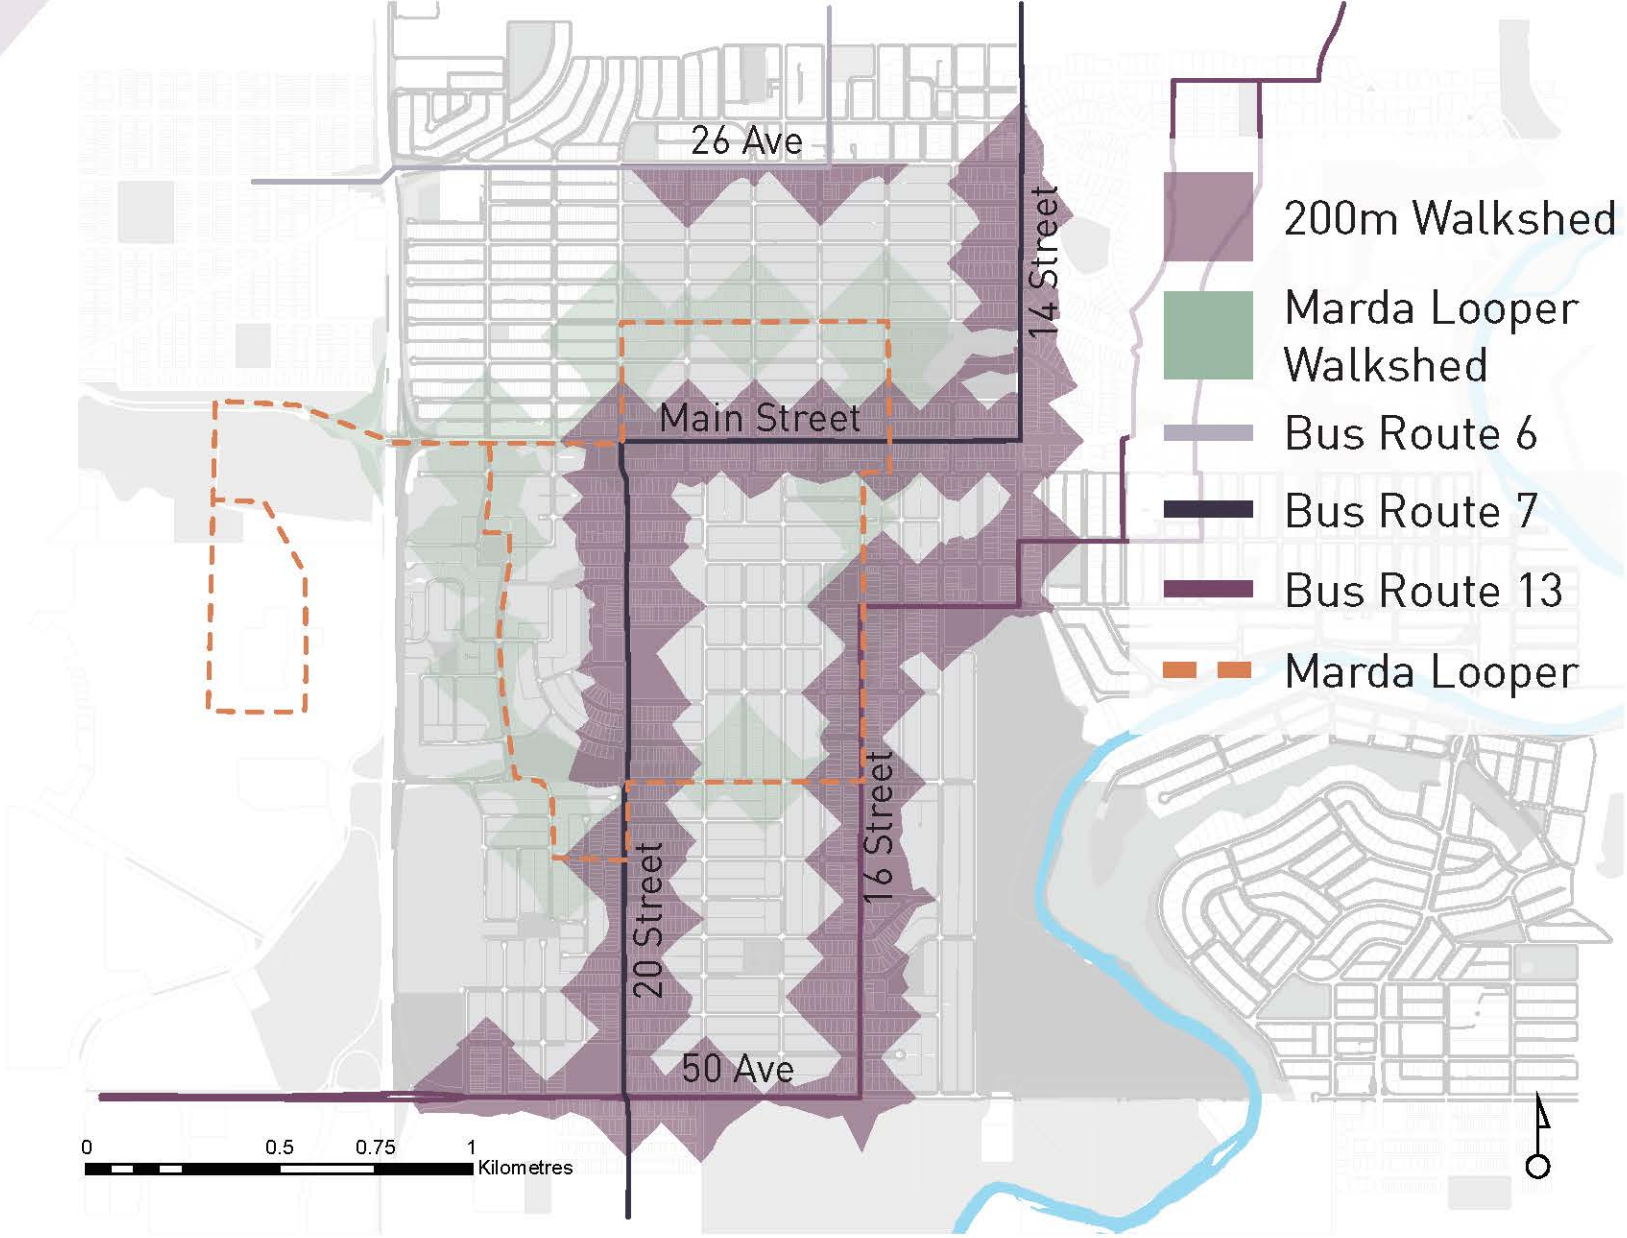 26 Ave
14 Street
200m Walkshed
Marda Looper
Walkshed
Main Street
Bus Route 6
Bus Route 7
Bus Route 13
Marda Looper
16 Street
20 Street
50 Ave
0 0.5 0.75 1
Kilometres